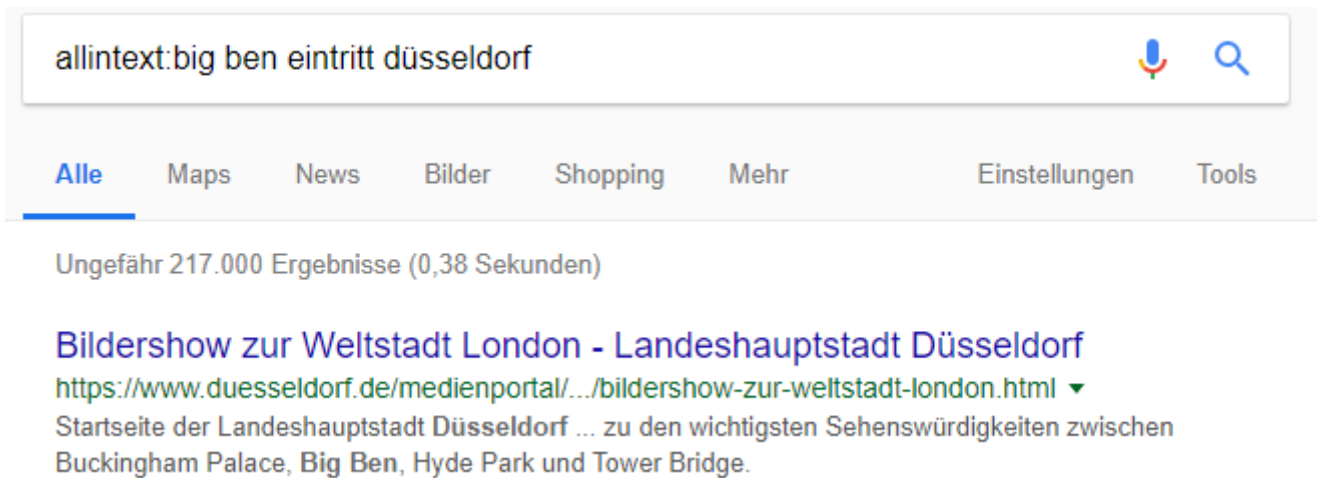 allintext:big ben eintritt düsseldorf
Alle Maps News Bilder Shopping Mehr Einstellungen Tools
Ungefähr 217.000 Ergebnisse (0,38 Sekunden)
Bildershow zur Weltstadt London - Landeshauptstadt Düsseldorf
https://www.duesseldorf.de/medienportal/.../bildershow-zur-weltstadt-london.html
Startseite der Landeshauptstadt Düsseldorf ... zu den wichtigsten Sehenswürdigkeiten zwischen
Buckingham Palace, Big Ben, Hyde Park und Tower Bridge.